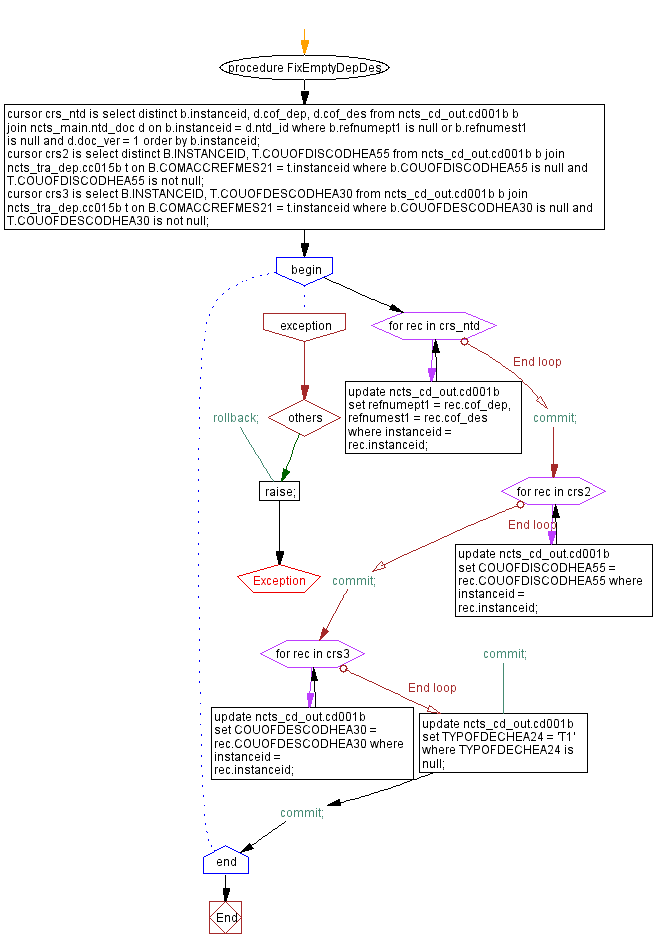 procedure FixEmptyDepDes
cursor crs_ntd is select distinct b.instanceid, d.cof_dep, d.cof_des from ncts_cd_out.cd001b b
join ncts_main.ntd_doc d on b.instanceid = d.ntd_id where b.refnumept1 is null or b.refnumest1
is null and d.doc_ver = 1 order by b.instanceid;
cursor crs2 is select distinct B.INSTANCEID, T.COUOFDISCODHEA55 from ncts_cd_out.cd001b b join
ncts_tra_dep.cc015b t on B.COMACCREFMES21 = t.instanceid where b.COUOFDISCODHEA55 is null and
T.COUOFDISCODHEA55 is not null;
cursor crs3 is select B.INSTANCEID, T.COUOFDESCODHEA30 from ncts_cd_out.cd001b b join
ncts_tra_dep.cc015b t on B.COMACCREFMES21 = t.instanceid where b.COUOFDESCODHEA30 is null and
T.COUOFDESCODHEA30 is not null;
begin
exception
for rec in crs_ntd
End loop
update ncts_cd_out.cd001b
set refnumept1 = rec.cof_dep,
refnumest1 = rec.cof_des
where instanceid =
rec.instanceid;
rollback;
others
commit;
raise;
for rec in crs2
End loop
update ncts_cd_out.cd001b
set COUOFDISCODHEA55 =
rec.COUOFDISCODHEA55 where
instanceid =
rec.instanceid;
Exception
commit;
for rec in crs3
commit;
End loop
update ncts_cd_out.cd001b
set COUOFDESCODHEA30 =
rec.COUOFDESCODHEA30 where
instanceid =
rec.instanceid;
update ncts_cd_out.cd001b
set TYPOFDECHEA24 = 'T1'
where TYPOFDECHEA24 is
null;
commit;
end
End